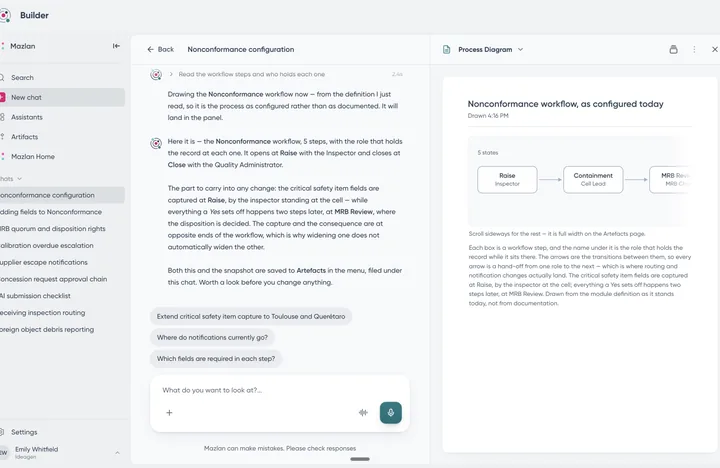 Builder
Mazlan
Search
New chat
Assistants
Artifacts
Mazlan Home
hats
onconformance configuration
dding fields to Nonconformance
MRB quorum and disposition rights
alibration overdue escalation
upplier escape notifications
oncession request approval chain
AI submission checklist
eceiving inspection routing
oreign object debris reporting
Settings
EW
Emily Whitfield
Ideagen
Back
Nonconformance configuration
Read the workflow steps and who holds each one
Drawing the Nonconformance workflow now — from the definition I just
read, so it is the process as configured rather than as documented. It will
land in the panel.
Here it is — the Nonconformance workflow, 5 steps, with the role that holds
the record at each one. It opens at Raise with the Inspector and closes at
Close with the Quality Administrator.
The part to carry into any change: the critical safety item fields are
captured at Raise, by the inspector standing at the cell — while
everything a Yes sets off happens two steps later, at MRB Review, where
the disposition is decided. The capture and the consequence are at
opposite ends of the workflow, which is why widening one does not
automatically widen the other.
Both this and the snapshot are saved to Artefacts in the menu, filed under
this chat. Worth a look before you change anything.
Extend critical safety item capture to Toulouse and Querétaro
Where do notifications currently go?
Which fields are required in each step?
What do you want to look at?...
Mazlan can make mistakes. Please check responses
Process Diagram
Nonconformance workflow, as configured today
Drawn 4:16 PM
5 states
Raise
Inspector
Containment
Cell Lead
MRB Revi
MRB Ch
Scroll sideways for the rest — it is full width on the Artefacts page.
Each box is a workflow step, and the name under it is the role that holds the
record while it sits there. The arrows are the transitions between them, so every
arrow is a hand-off from one role to the next — which is where routing and
notification changes actually land. The critical safety item fields are captured
at Raise, by the inspector at the cell; everything a Yes sets off happens two
steps later, at MRB Review. Drawn from the module definition as it stands
today, not from documentation.